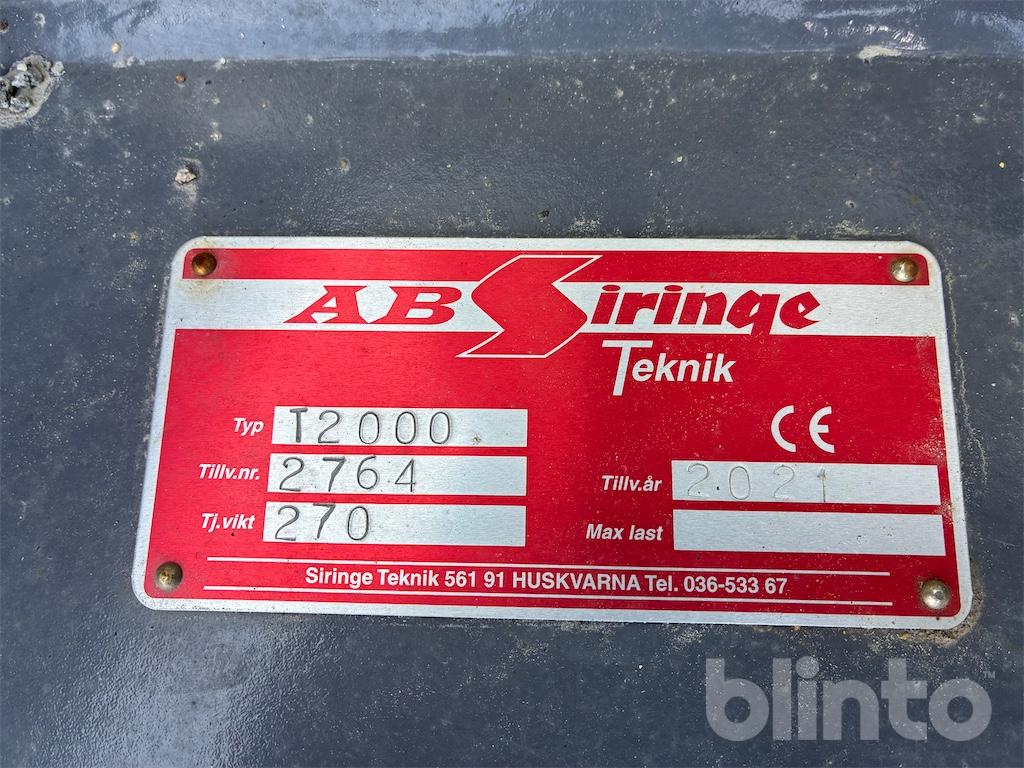 AB Siringe
Teknik
Typ T2000
CE
Tillv.nr. 2764
Tillv.år 2021
Tj.vikt 270
Max last
Siringe Teknik 561 91 HUSKVARNA Tel. 036-533 67
blinto™